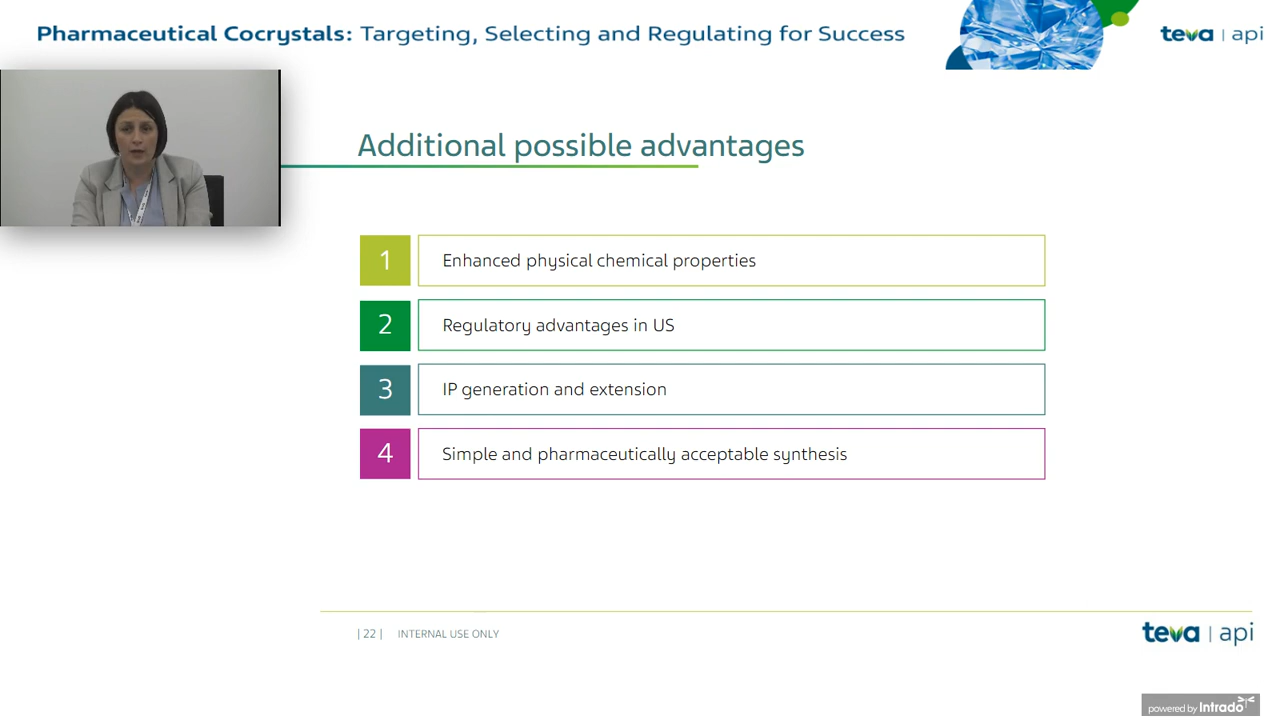 Pharmaceutical Cocrystals: Targeting, Selecting and Regulating for Success
teva | api
Additional possible advantages
1 Enhanced physical chemical properties
2 Regulatory advantages in US
3 IP generation and extension
4 Simple and pharmaceutically acceptable synthesis
| 22 | INTERNAL USE ONLY
teva | api
powered by Intrado